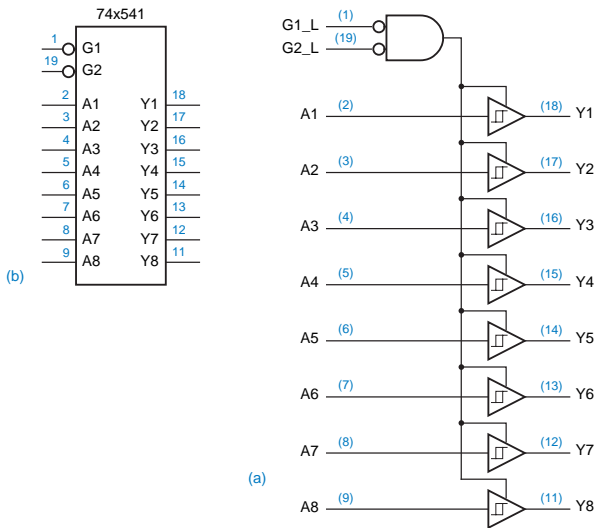 74x541
1 G1
19 G2
2 A1 Y1 18
3 A2 Y2 17
4 A3 Y3 16
5 A4 Y4 15
6 A5 Y5 14
7 A6 Y6 13
8 A7 Y7 12
9 A8 Y8 11
(b)
G1_L (1)
G2_L (19)
A1 (2) (18) Y1
A2 (3) (17) Y2
A3 (4) (16) Y3
A4 (5) (15) Y4
A5 (6) (14) Y5
A6 (7) (13) Y6
A7 (8) (12) Y7
(a)
A8 (9) (11) Y8